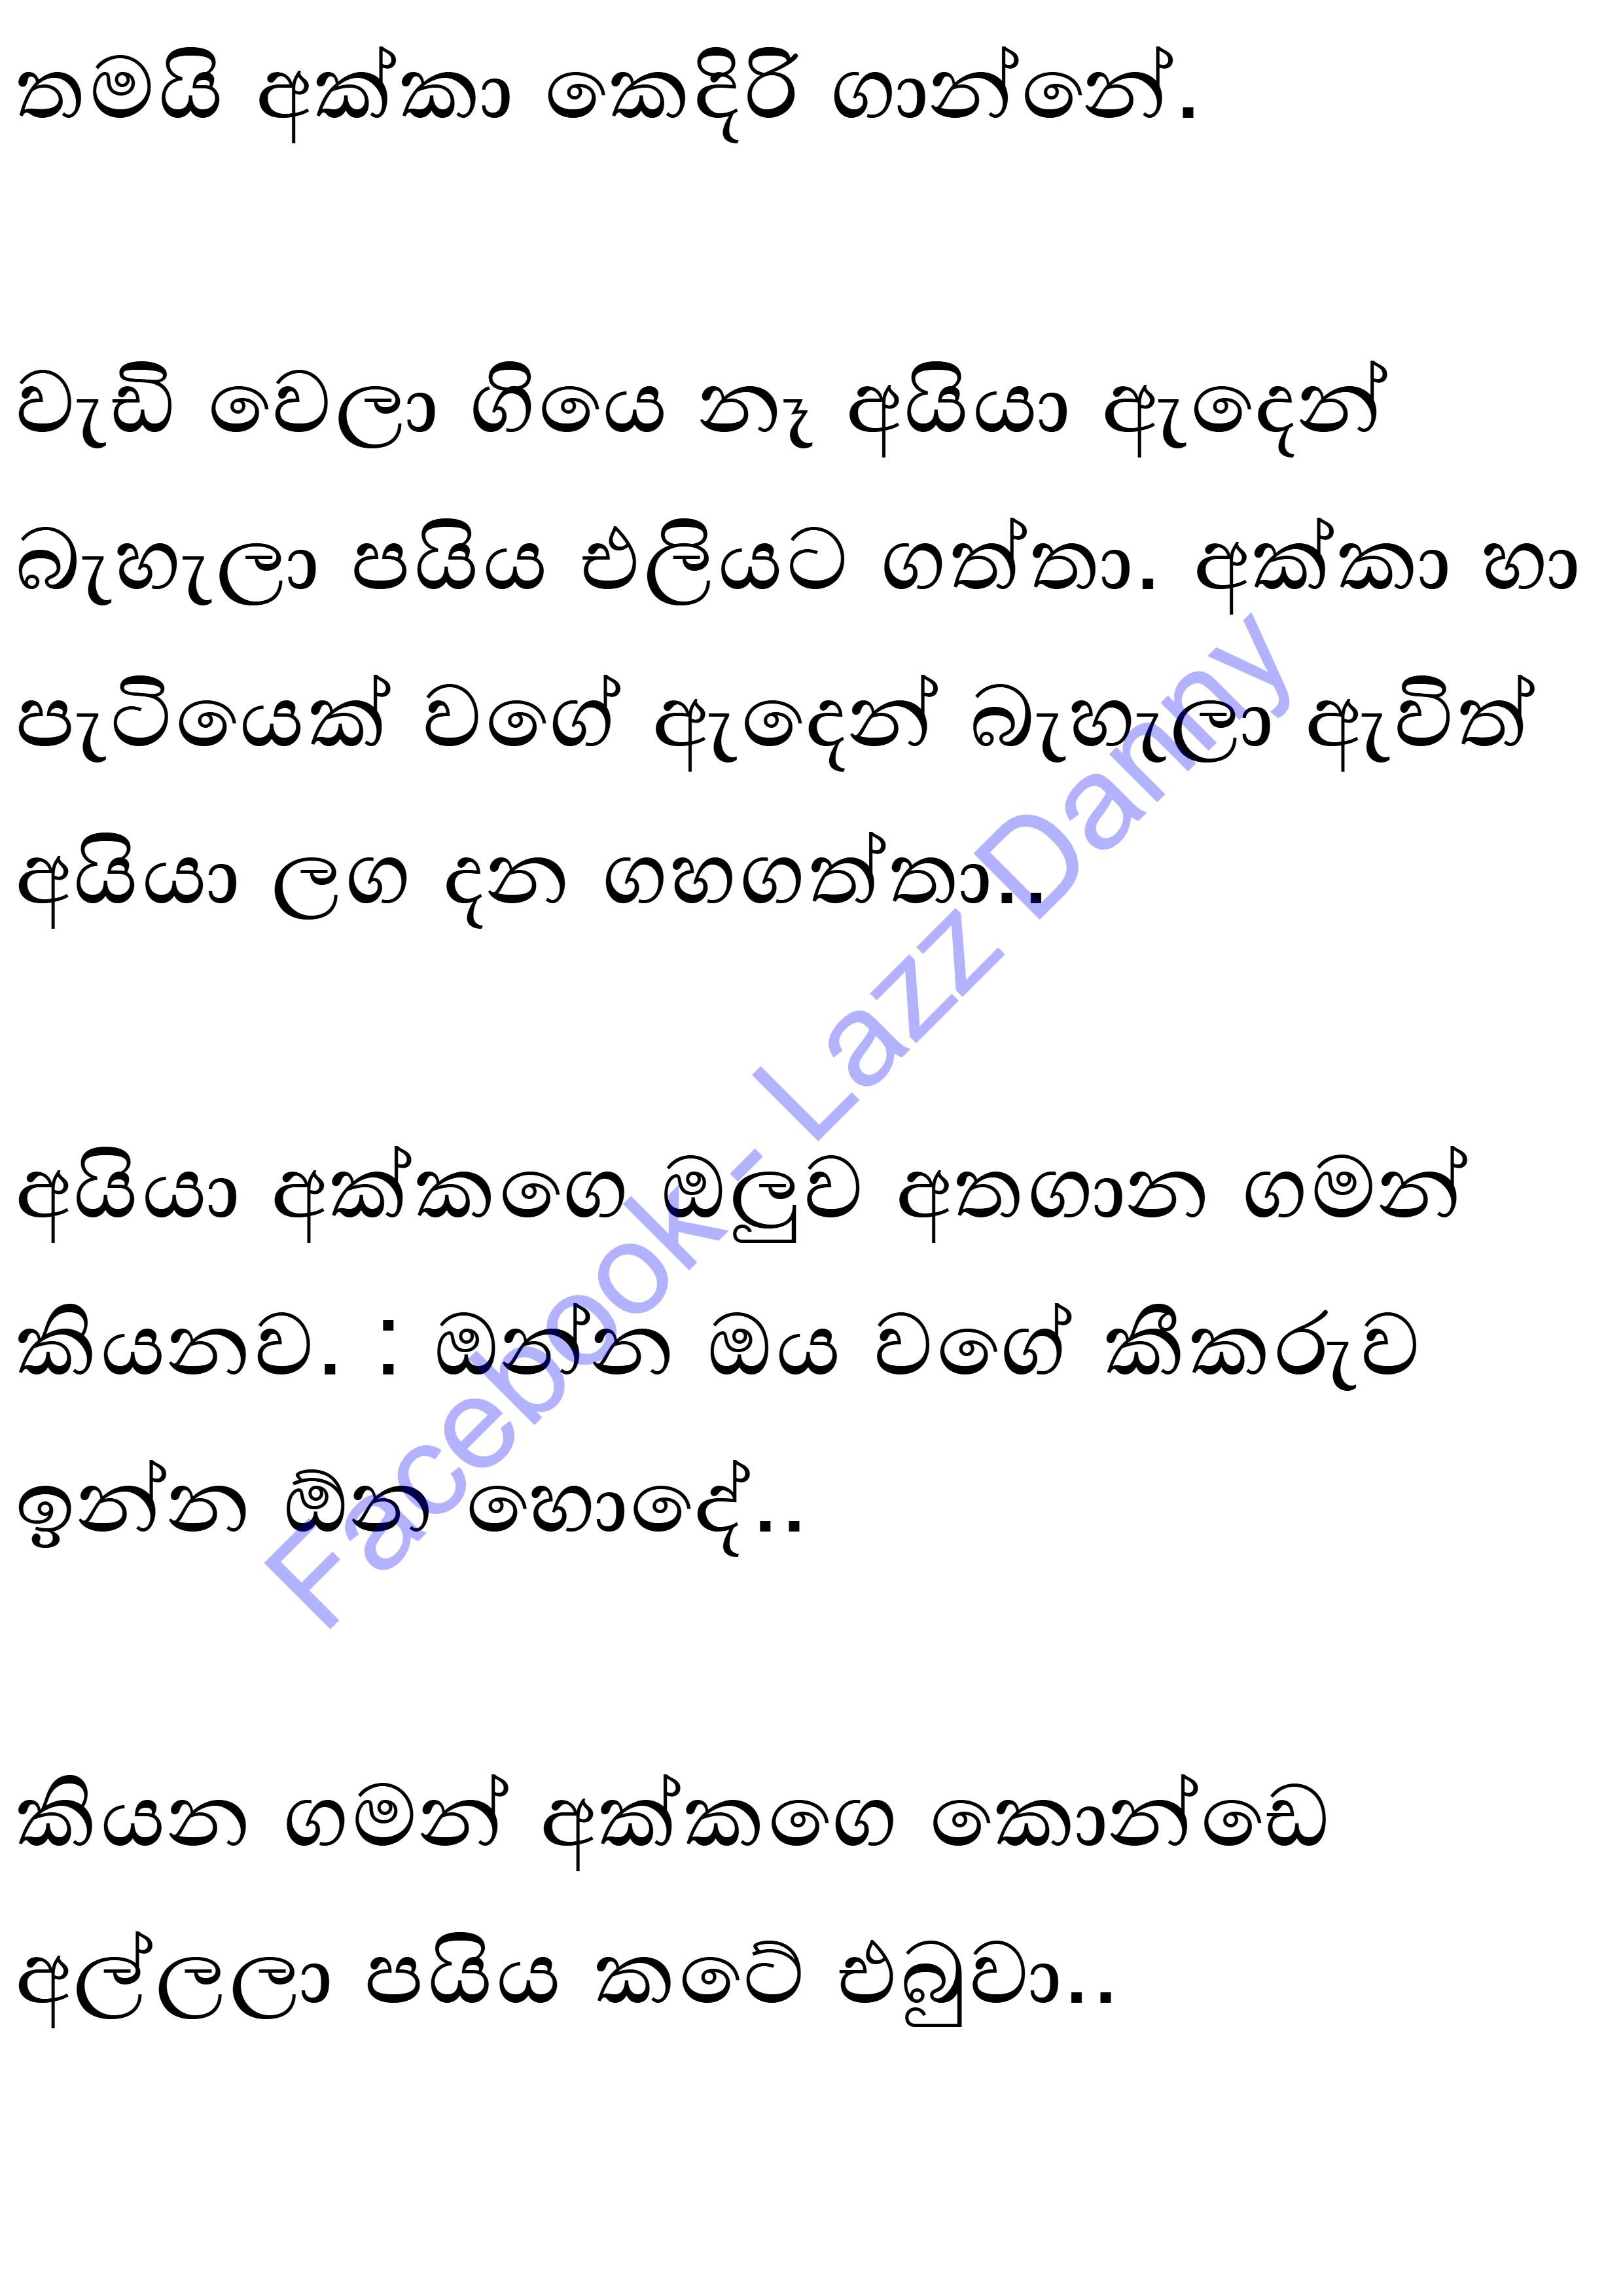 තමයි අක්කා කෙදිරි ගාන්නේ.
වැඩි වෙලා ගියෙ නෑ අයියා ඇදෙන්
බැහැලා පයිය එලියට ගත්තා. අක්කා හා
පැටියෙක් වගේ ඇදෙන් බැහැලා ඇවිත්
අයියා ලග දන ගහගත්තා..
අයියා අක්කගෙ ඔලුව අතගාන ගමන්
කියනව. : ඔන්න ඔය වගේ කීකරුව
ඉන්න ඕන හොදේ..
කියන ගමන් අක්කගෙ කොන්ඩෙ
අල්ලලා පයිය කටේ එබුවා..
Facebook- Lazz Danny